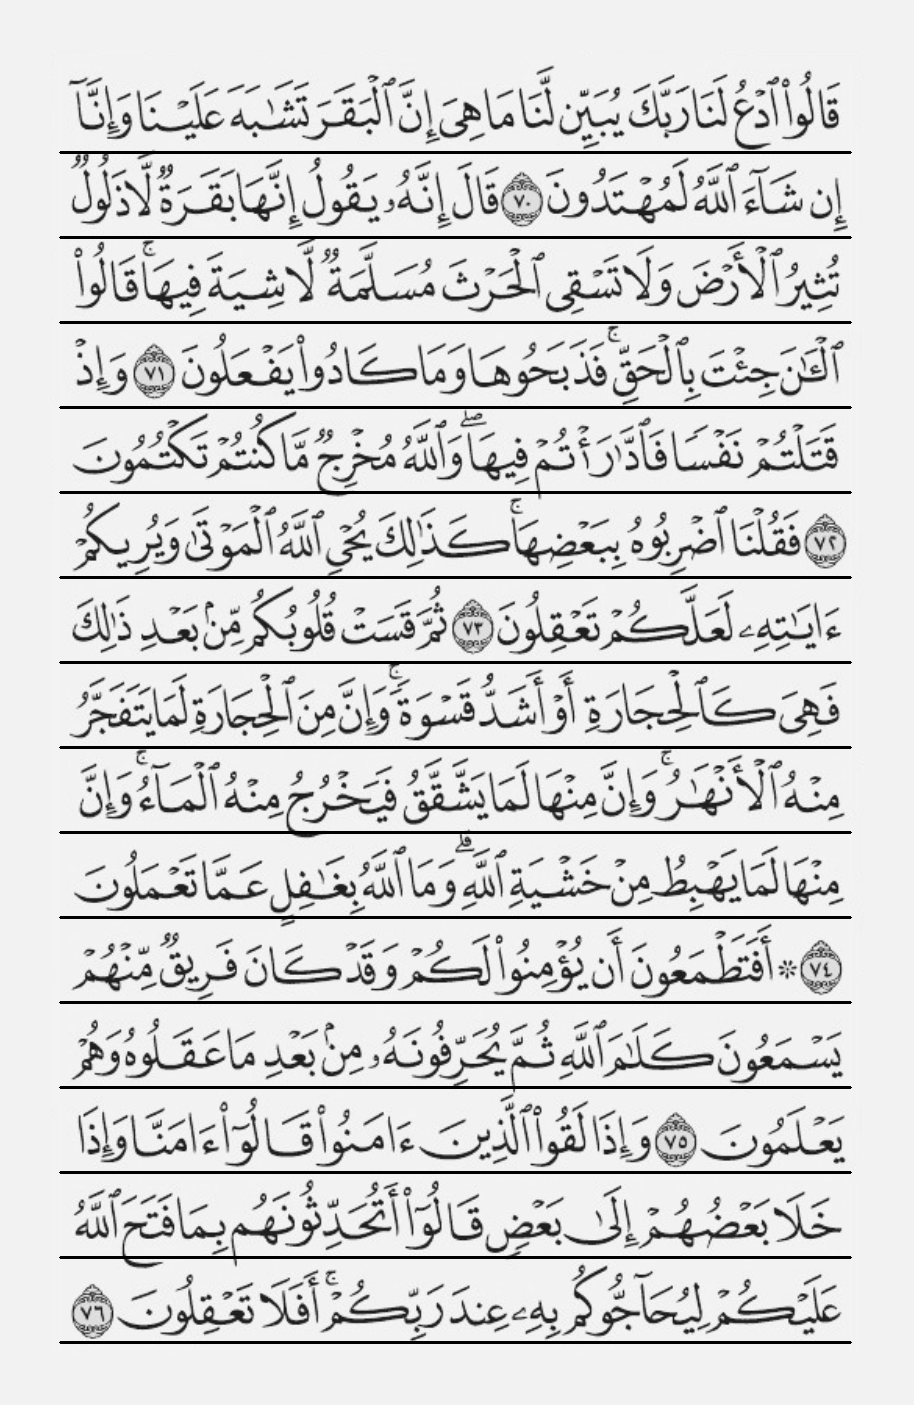 قَالُوا۟ ٱدْعُ لَنَا رَبَّكَ يُبَيِّن لَّنَا مَا هِىَ إِنَّ ٱلْبَقَرَ تَشَـٰبَهَ عَلَيْنَا وَإِنَّآ
إِن شَآءَ ٱللَّهُ لَمُهْتَدُونَ ٧٠ قَالَ إِنَّهُۥ يَقُولُ إِنَّهَا بَقَرَةٌ لَّا ذَلُولٌ
تُثِيرُ ٱلْأَرْضَ وَلَا تَسْقِى ٱلْحَرْثَ مُسَلَّمَةٌ لَّا شِيَةَ فِيهَا ۚ قَالُوا۟
ٱلْـَٔـٰنَ جِئْتَ بِٱلْحَقِّ ۚ فَذَبَحُوهَا وَمَا كَادُوا۟ يَفْعَلُونَ ٧١ وَإِذْ
قَتَلْتُمْ نَفْسًا فَٱدَّٰرَْٰٔتُمْ فِيهَا ۖ وَٱللَّهُ مُخْرِجٌ مَّا كُنتُمْ تَكْتُمُونَ
٧٢ فَقُلْنَا ٱضْرِبُوهُ بِبَعْضِهَا ۚ كَذَٰلِكَ يُحْىِ ٱللَّهُ ٱلْمَوْتَىٰ وَيُرِيكُمْ
ءَايَـٰتِهِۦ لَعَلَّكُمْ تَعْقِلُونَ ٧٣ ثُمَّ قَسَتْ قُلُوبُكُم مِّنۢ بَعْدِ ذَٰلِكَ
فَهِىَ كَٱلْحِجَارَةِ أَوْ أَشَدُّ قَسْوَةً ۚ وَإِنَّ مِنَ ٱلْحِجَارَةِ لَمَا يَتَفَجَّرُ
مِنْهُ ٱلْأَنْهَـٰرُ ۚ وَإِنَّ مِنْهَا لَمَا يَشَّقَّقُ فَيَخْرُجُ مِنْهُ ٱلْمَآءُ ۚ وَإِنَّ
مِنْهَا لَمَا يَهْبِطُ مِنْ خَشْيَةِ ٱللَّهِ ۗ وَمَا ٱللَّهُ بِغَـٰفِلٍ عَمَّا تَعْمَلُونَ
٧٤ ۞ أَفَتَطْمَعُونَ أَن يُؤْمِنُوا۟ لَكُمْ وَقَدْ كَانَ فَرِيقٌ مِّنْهُمْ
يَسْمَعُونَ كَلَـٰمَ ٱللَّهِ ثُمَّ يُحَرِّفُونَهُۥ مِنۢ بَعْدِ مَا عَقَلُوهُ وَهُمْ
يَعْلَمُونَ ٧٥ وَإِذَا لَقُوا۟ ٱلَّذِينَ ءَامَنُوا۟ قَالُوٓا۟ ءَامَنَّا وَإِذَا
خَلَا بَعْضُهُمْ إِلَىٰ بَعْضٍ قَالُوٓا۟ أَتُحَدِّثُونَهُم بِمَا فَتَحَ ٱللَّهُ
عَلَيْكُمْ لِيُحَآجُّوكُم بِهِۦ عِندَ رَبِّكُمْ ۚ أَفَلَا تَعْقِلُونَ ٧٦